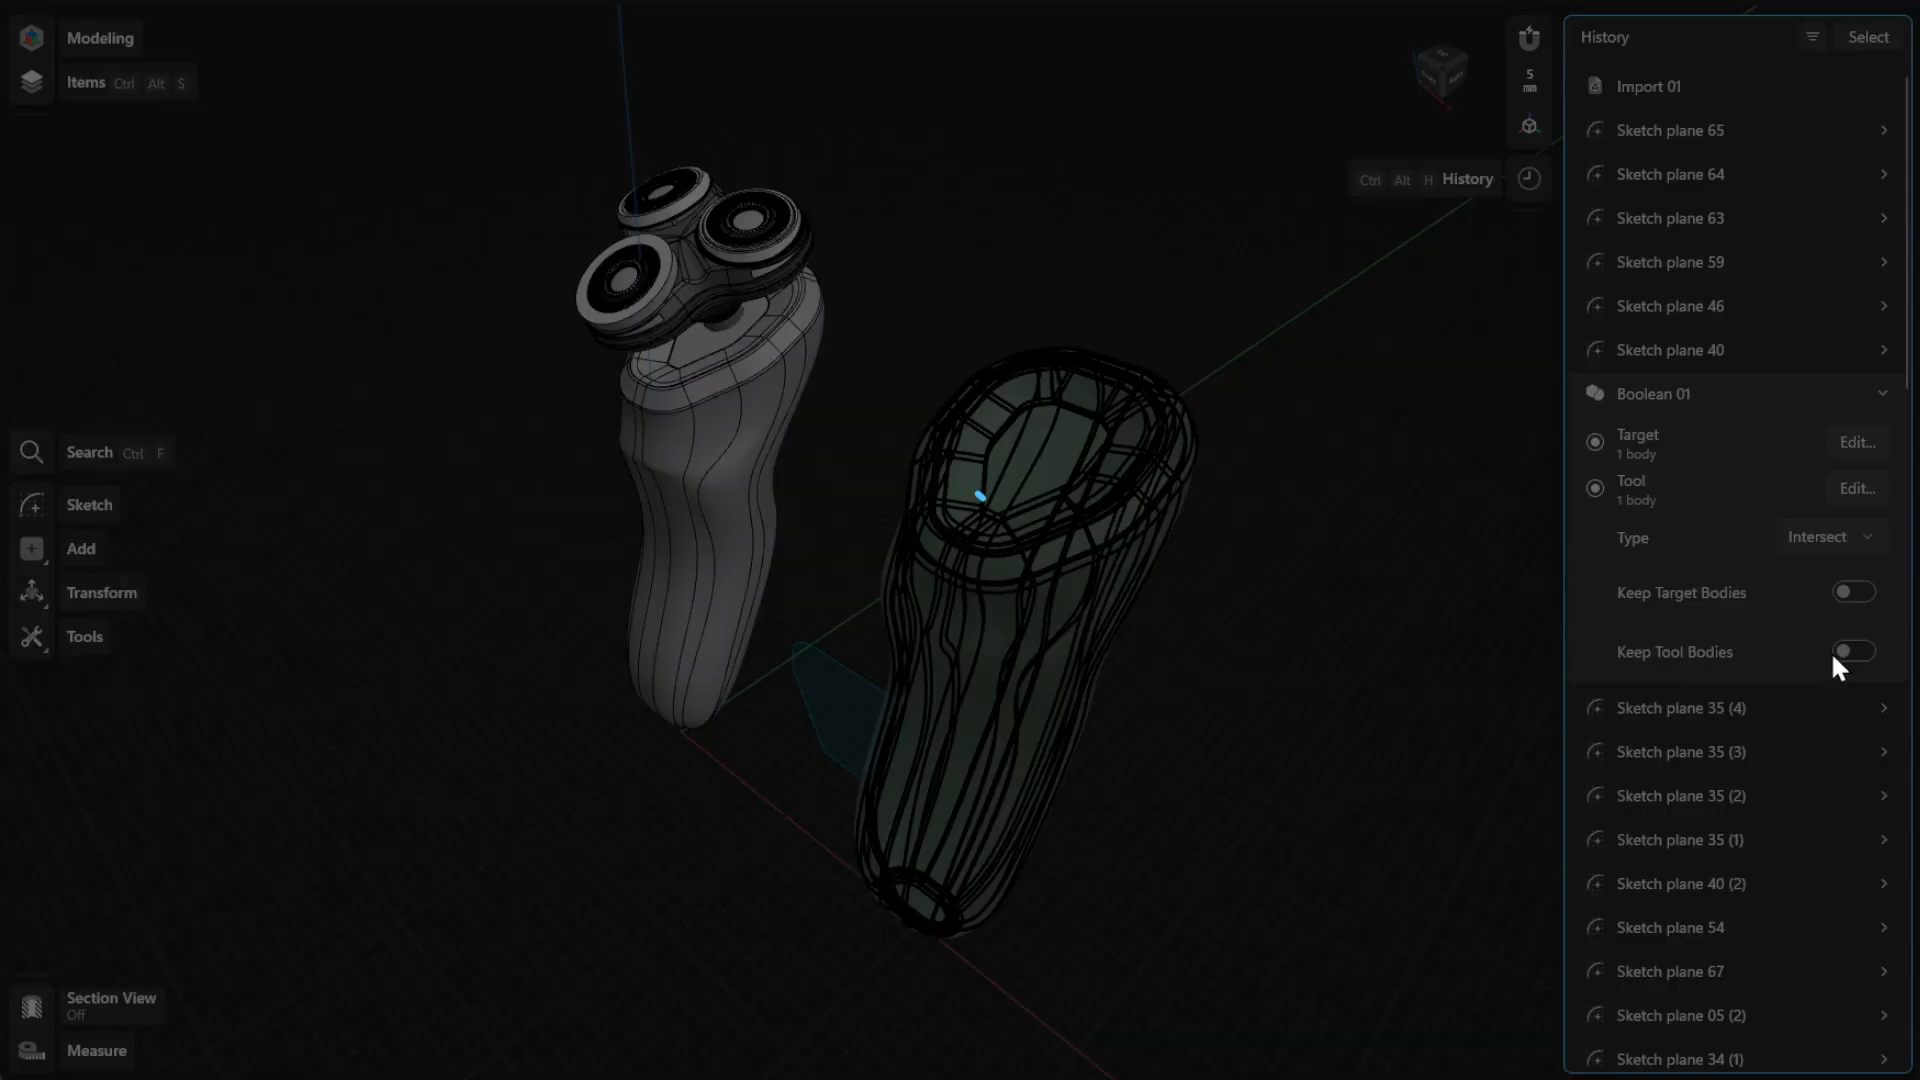 Modeling
Items Ctrl Alt S
Search Ctrl F
Sketch
Add
Transform
Tools
Section View
Off
Measure
5
mm
Ctrl Alt H History
History
Select
Import 01
Sketch plane 65
Sketch plane 64
Sketch plane 63
Sketch plane 59
Sketch plane 46
Sketch plane 40
Boolean 01
Target
1 body
Edit...
Tool
1 body
Edit...
Type Intersect
Keep Target Bodies
Keep Tool Bodies
Sketch plane 35 (4)
Sketch plane 35 (3)
Sketch plane 35 (2)
Sketch plane 35 (1)
Sketch plane 40 (2)
Sketch plane 54
Sketch plane 67
Sketch plane 05 (2)
Sketch plane 34 (1)